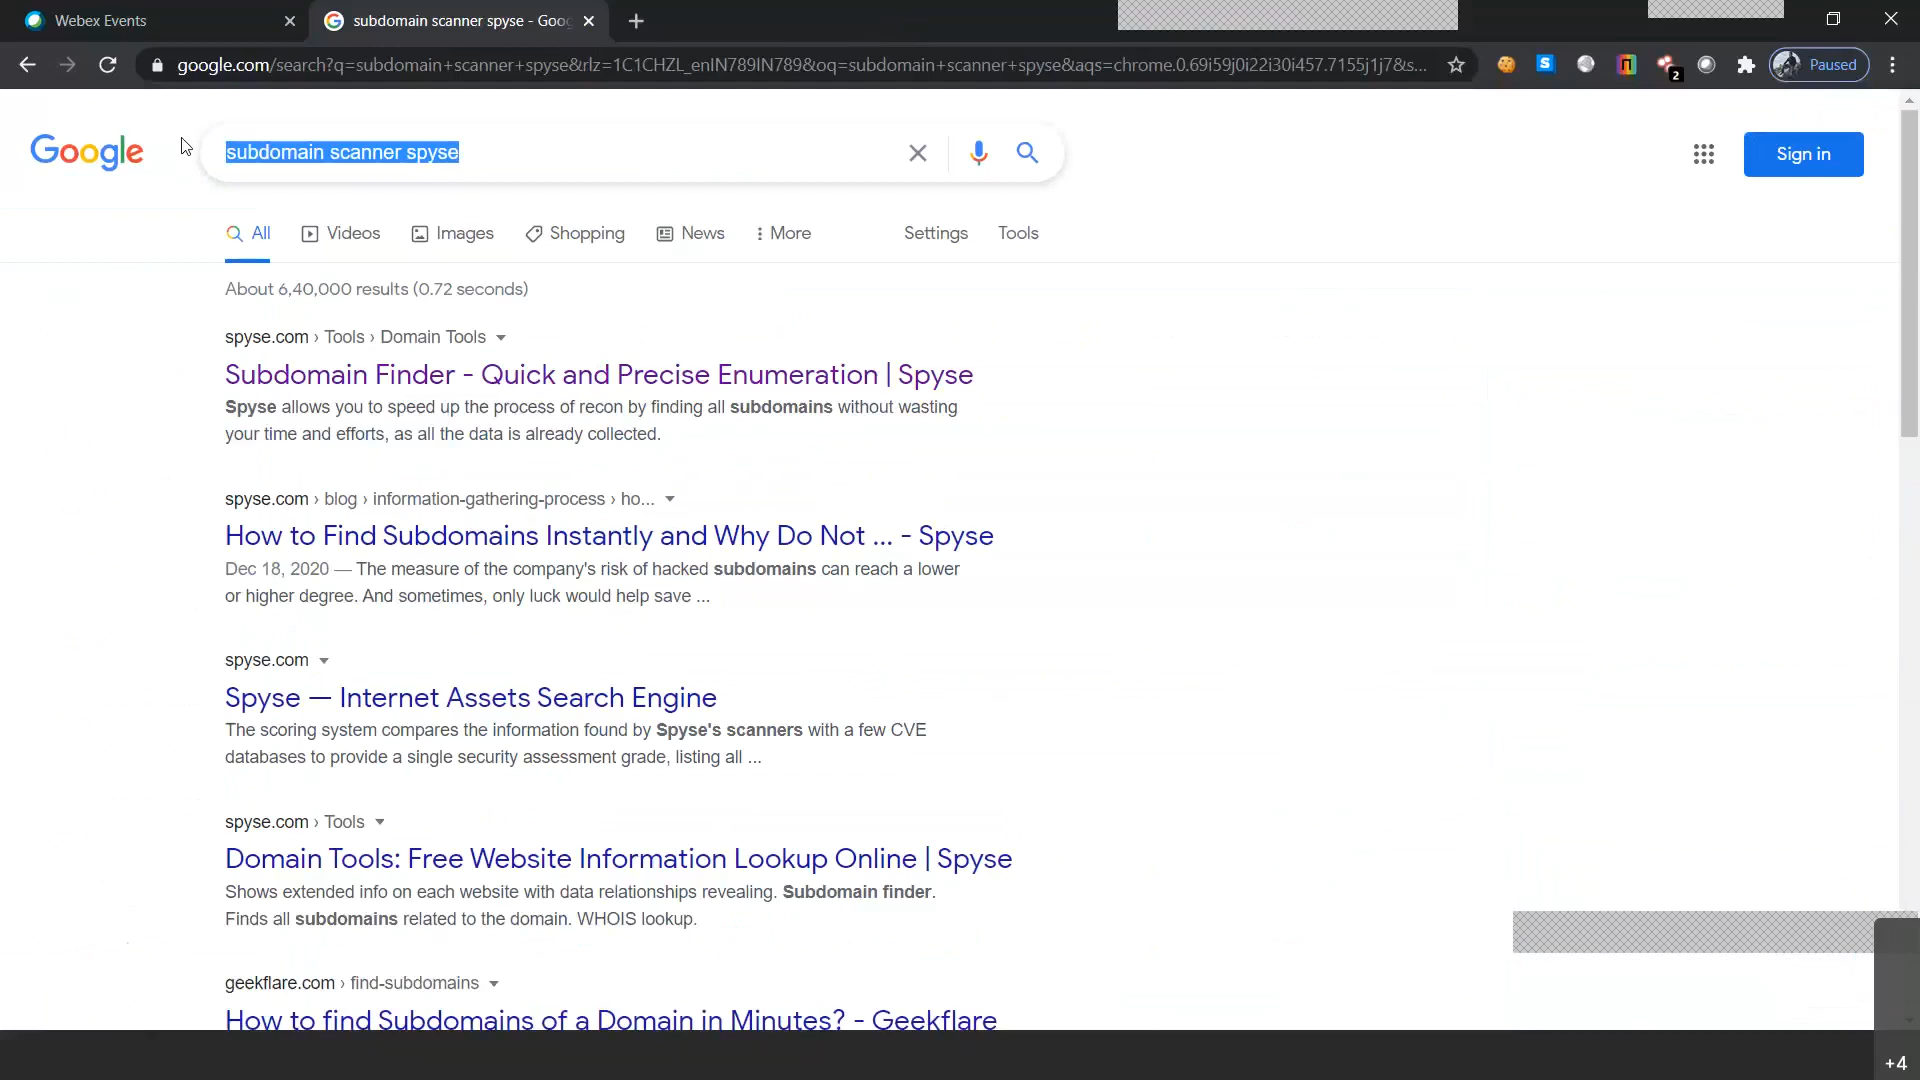 Webex Events
subdomain scanner spyse - Goog
google.com/search?q=subdomain+scanner+spyse&rlz=1C1CHZL_enIN789IN789&oq=subdomain+scanner+spyse&aqs=chrome.0.69i59j0i22i30i457.7155j1j7&s...
2
Paused
Google
subdomain scanner spyse
Sign in
All
Videos
Images
Shopping
News
More
Settings
Tools
About 6,40,000 results (0.72 seconds)
spyse.com › Tools › Domain Tools
Subdomain Finder - Quick and Precise Enumeration | Spyse
Spyse allows you to speed up the process of recon by finding all subdomains without wasting
your time and efforts, as all the data is already collected.
spyse.com › blog › information-gathering-process › ho...
How to Find Subdomains Instantly and Why Do Not ... - Spyse
Dec 18, 2020 — The measure of the company's risk of hacked subdomains can reach a lower
or higher degree. And sometimes, only luck would help save ...
spyse.com
Spyse — Internet Assets Search Engine
The scoring system compares the information found by Spyse's scanners with a few CVE
databases to provide a single security assessment grade, listing all ...
spyse.com › Tools
Domain Tools: Free Website Information Lookup Online | Spyse
Shows extended info on each website with data relationships revealing. Subdomain finder.
Finds all subdomains related to the domain. WHOIS lookup.
geekflare.com › find-subdomains
How to find Subdomains of a Domain in Minutes? - Geekflare
+4